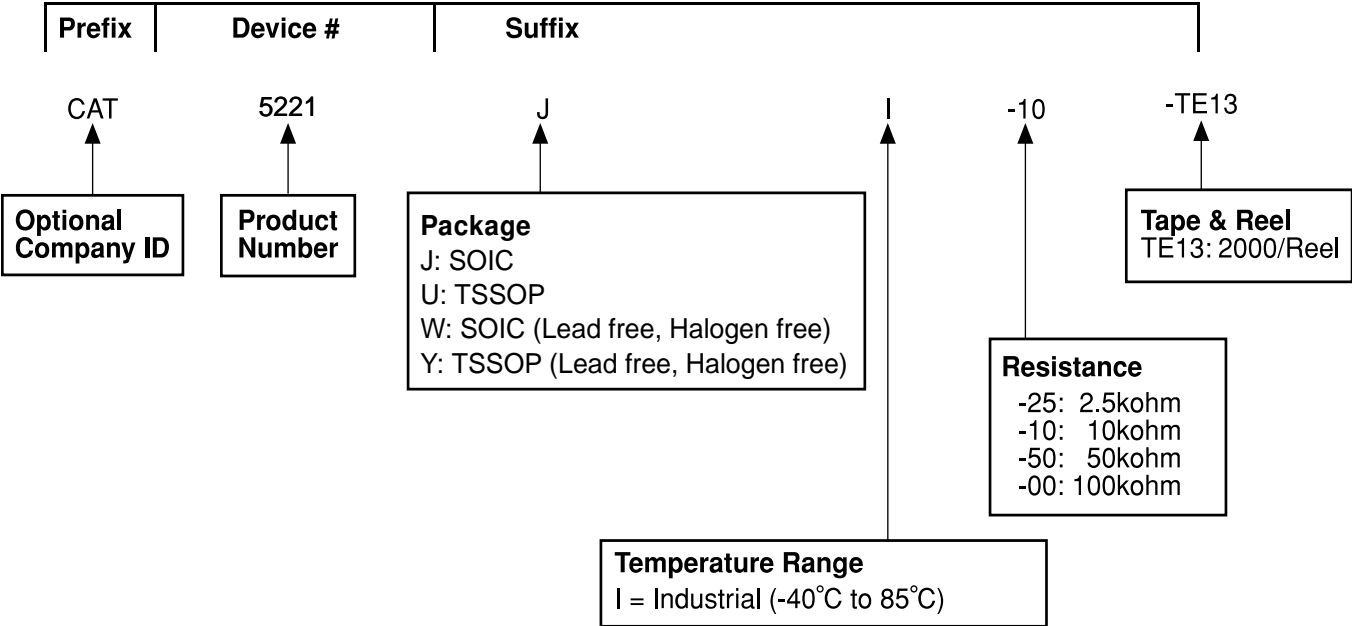 Prefix Device # Suffix
CAT 5221 J I -10 -TE13
Optional
Company ID
Product
Number
Package
J: SOIC
U: TSSOP
W: SOIC (Lead free, Halogen free)
Y: TSSOP (Lead free, Halogen free)
Tape & Reel
TE13: 2000/Reel
Resistance
-25: 2.5kohm
-10: 10kohm
-50: 50kohm
-00: 100kohm
Temperature Range
I = Industrial (-40°C to 85°C)